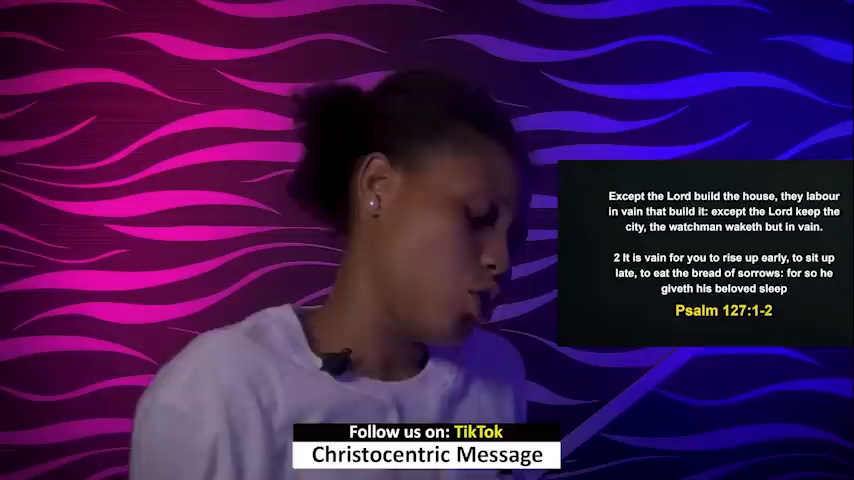 Except the Lord build the house, they labour
in vain that build it: except the Lord keep the
city, the watchman waketh but in vain.
2 It is vain for you to rise up early, to sit up
late, to eat the bread of sorrows: for so he
giveth his beloved sleep
Psalm 127:1-2
Follow us on: TikTok
Christocentric Message